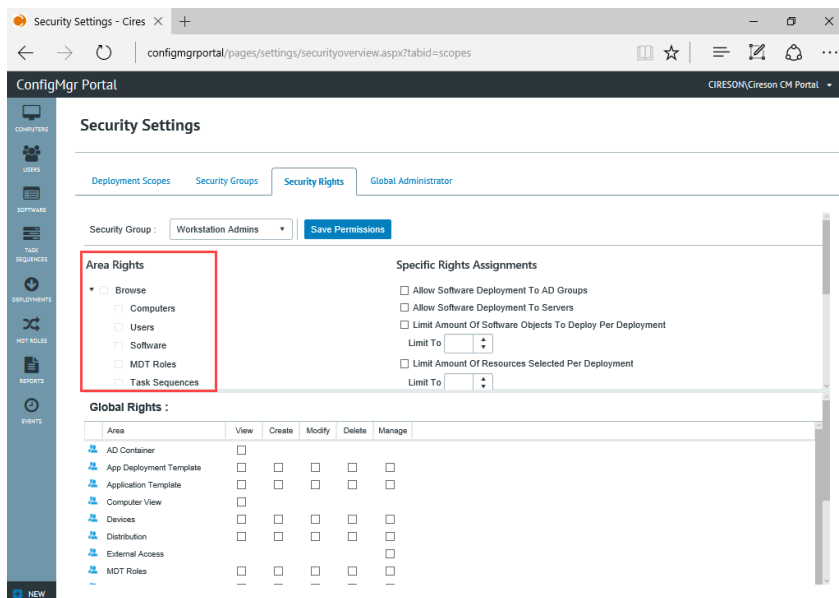 Security Settings - Cires
configmgrportal/pages/settings/securityoverview.aspx?tabid=scopes
ConfigMgr Portal
CIRESON\Cireson CM Portal
COMPUTERS
USERS
SOFTWARE
TASK
SEQUENCES
DEPLOYMENTS
MDT ROLES
REPORTS
EVENTS
NEW
Security Settings
Deployment Scopes Security Groups Security Rights Global Administrator
Security Group : Workstation Admins Save Permissions
Area Rights
Browse
Computers
Users
Software
MDT Roles
Task Sequences
Specific Rights Assignments
Allow Software Deployment To AD Groups
Allow Software Deployment To Servers
Limit Amount Of Software Objects To Deploy Per Deployment
Limit To
Limit Amount Of Resources Selected Per Deployment
Limit To
Global Rights :
Area View Create Modify Delete Manage
AD Container
App Deployment Template
Application Template
Computer View
Devices
Distribution
External Access
MDT Roles